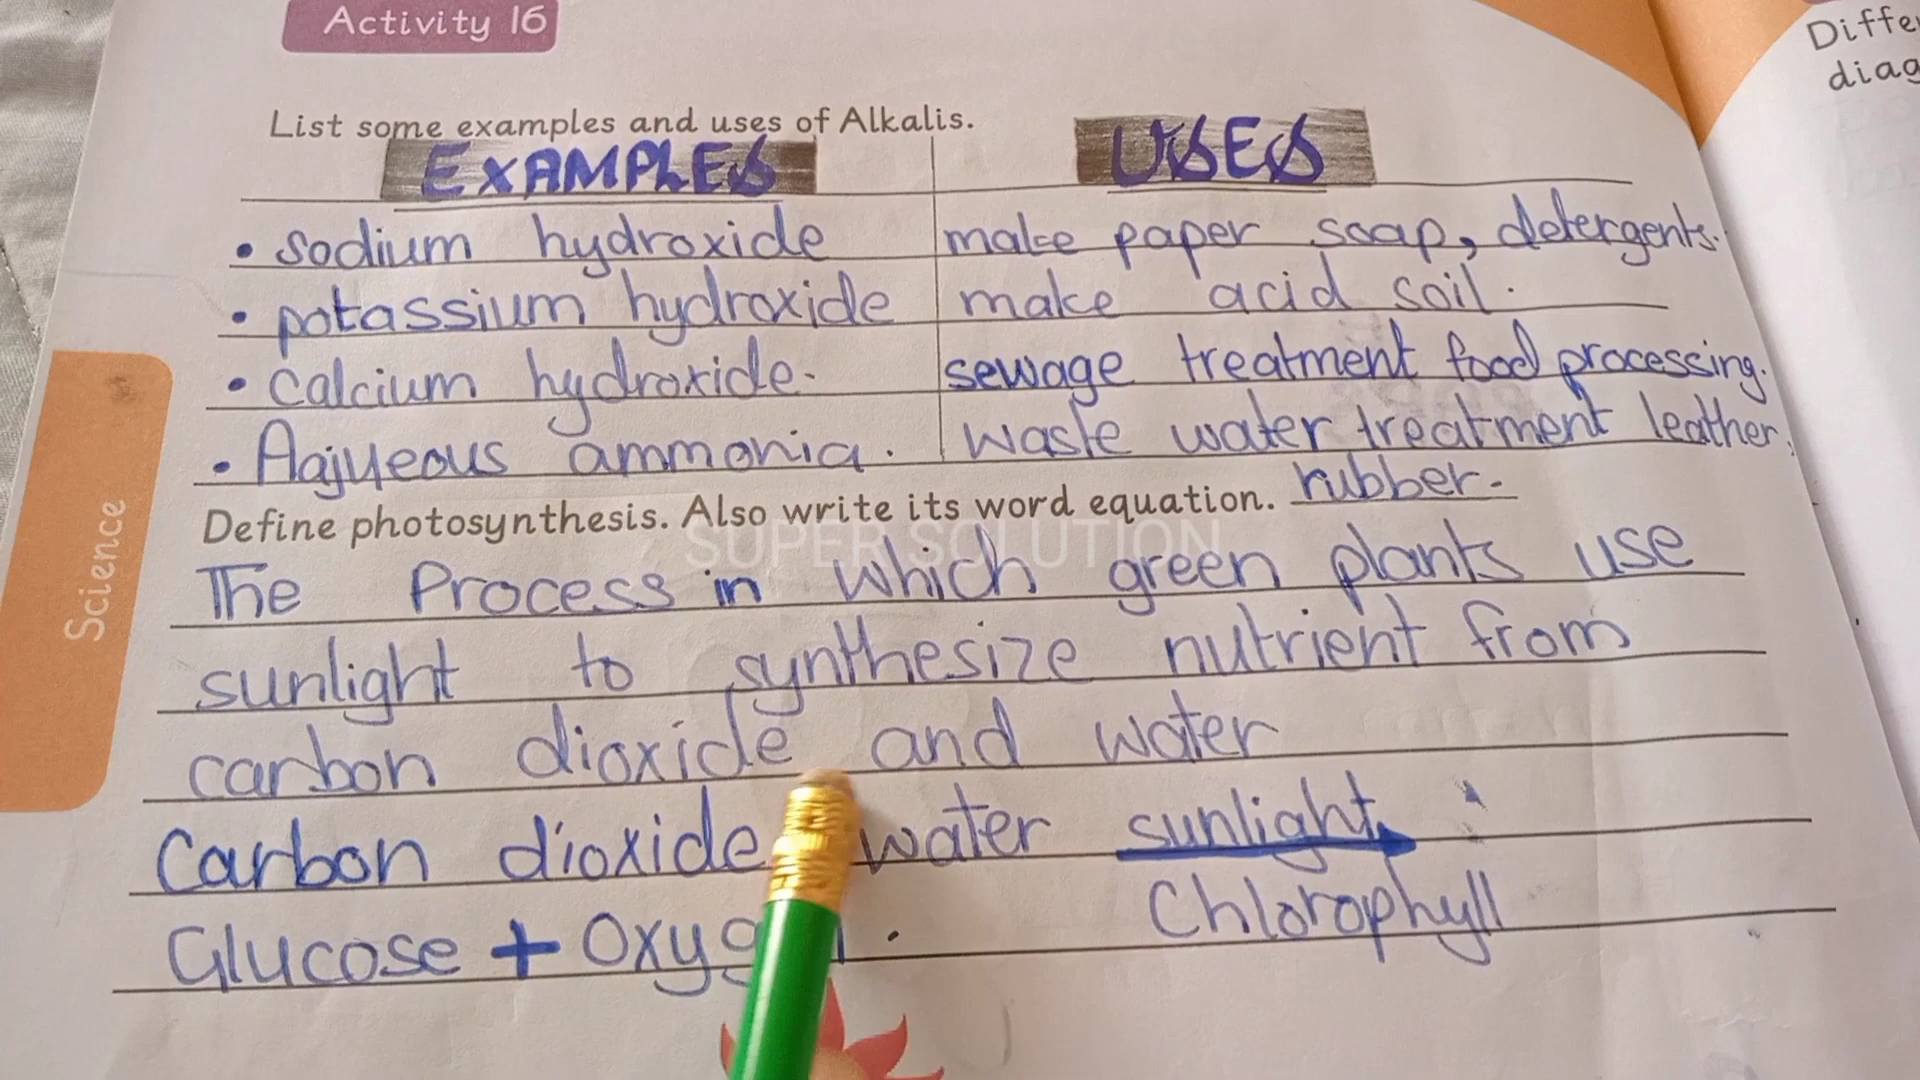 Activity 16
List some examples and uses of Alkalis.
EXAMPLES USES
• sodium hydroxide make paper soap, detergents.
• potassium hydroxide make acid soil.
• calcium hydroxide. sewage treatment food processing.
• Aqjueous ammonia. waste water treatment leather,
rubber.
Define photosynthesis. Also write its word equation.
SUPER SOLUTION
The Process in which green plants use
sunlight to synthesize nutrient from
carbon dioxide and water
Carbon dioxide water sunlight
Chlorophyll
Glucose + Oxygen.
Science
Differ
diag